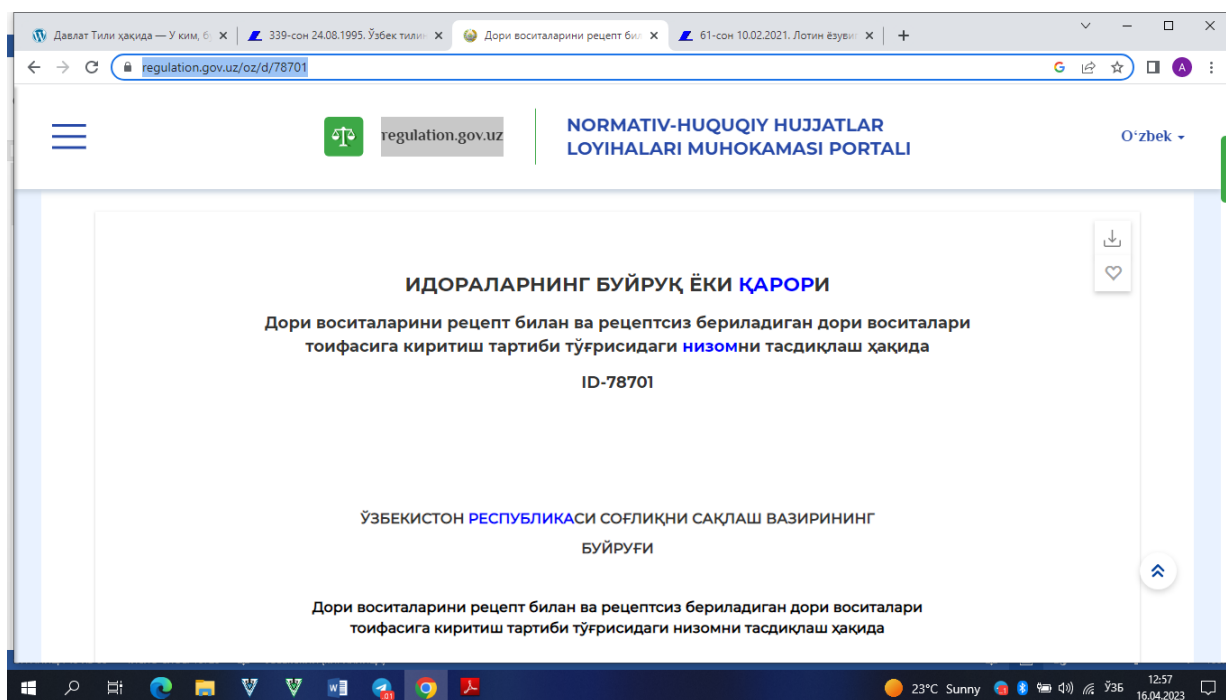 Давлат Тили ҳақида — У ким, б
339-сон 24.08.1995. Ўзбек тилин
Дори воситаларини рецепт бил
61-сон 10.02.2021. Лотин ёзуви
regulation.gov.uz/oz/d/78701
A
regulation.gov.uz
NORMATIV-HUQUQIY HUJJATLAR
LOYIHALARI MUHOKAMASI PORTALI
O‘zbek
ИДОРАЛАРНИНГ БУЙРУҚ ЁКИ ҚАРОРИ
Дори воситаларини рецепт билан ва рецептсиз бериладиган дори воситалари
тоифасига киритиш тартиби тўғрисидаги низомни тасдиқлаш ҳақида
ID-78701
ЎЗБЕКИСТОН РЕСПУБЛИКАСИ СОҒЛИҚНИ САҚЛАШ ВАЗИРИНИНГ
БУЙРУҒИ
Дори воситаларини рецепт билан ва рецептсиз бериладиган дори воситалари
тоифасига киритиш тартиби тўғрисидаги низомни тасдиқлаш ҳақида
23°C Sunny
ЎЗБ
12:57
16.04.2023